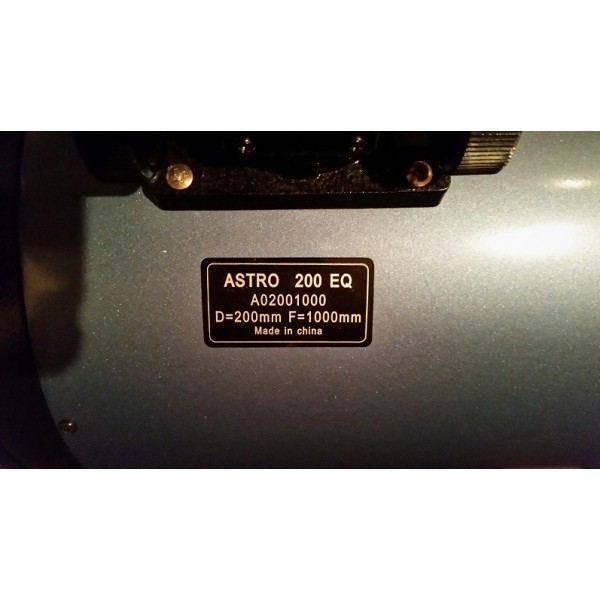 ASTRO 200 EQ
A02001000
D=200mm F=1000mm
Made in china